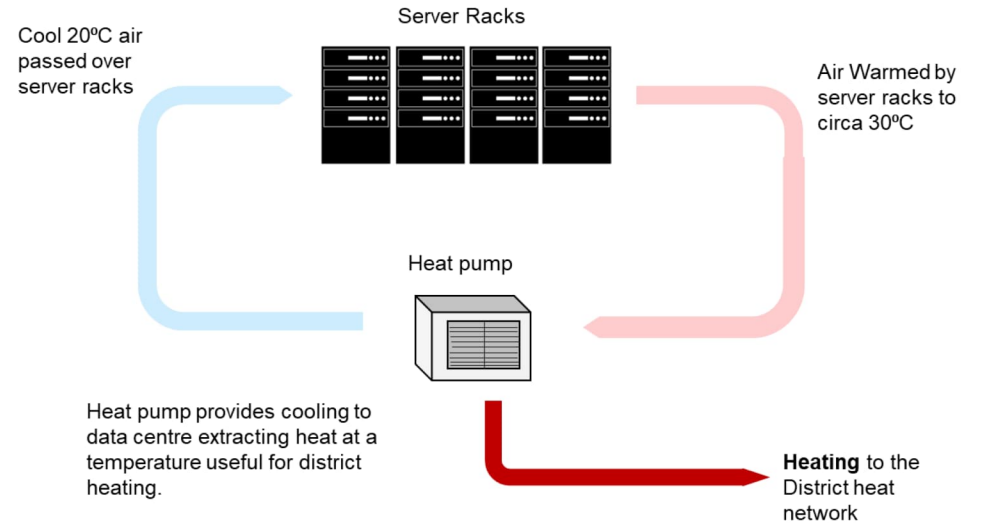 Server Racks
Cool 20ºC air
passed over
server racks
Air Warmed by
server racks to
circa 30ºC
Heat pump
Heat pump provides cooling to
data centre extracting heat at a
temperature useful for district
heating.
Heating to the
District heat
network